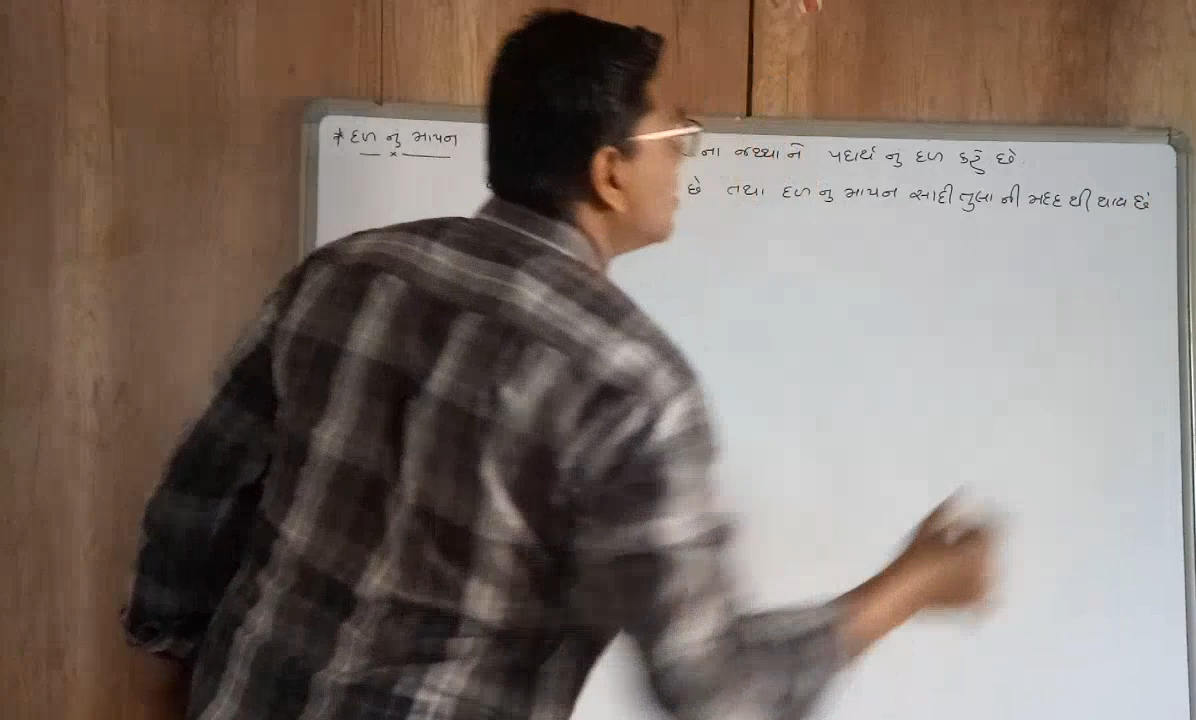 * દળ નુ માપન
ના જથ્થાને પદાર્થ નુ દળ કહે છે.
છે તથા દળ નુ માપન સાદી તુલા ની મદદ થી થાય છે